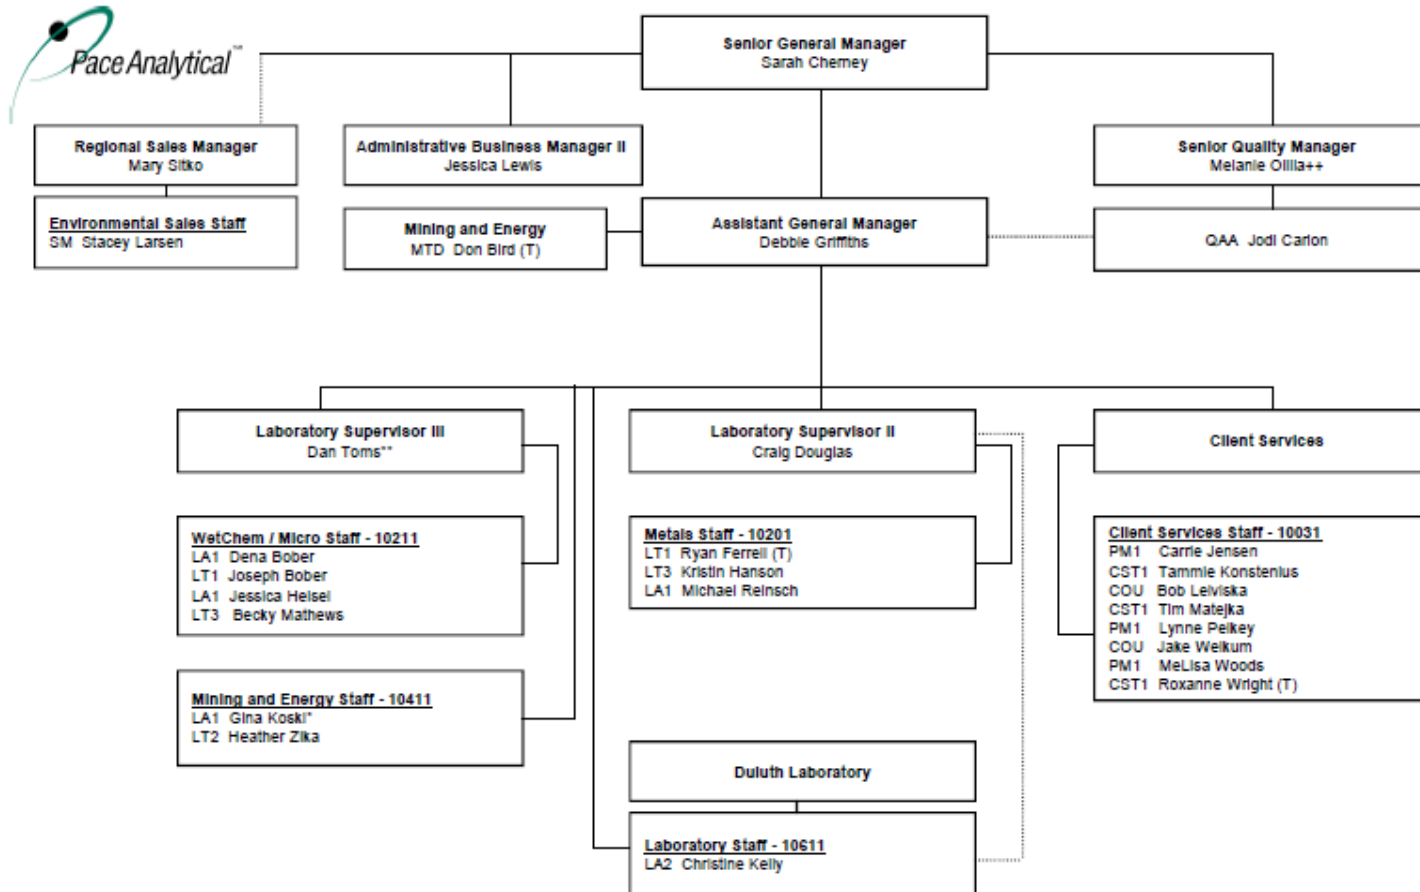 Pace Analytical™
Senior General Manager
Sarah Cherney
Regional Sales Manager
Mary Sitko
Administrative Business Manager II
Jessica Lewis
Senior Quality Manager
Melanie Ollila++
Environmental Sales Staff
SM Stacey Larsen
Mining and Energy
MTD Don Bird (T)
Assistant General Manager
Debbie Griffiths
QAA Jodi Carlon
Laboratory Supervisor III
Dan Toms**
Laboratory Supervisor II
Craig Douglas
Client Services
WetChem / Micro Staff - 10211
LA1 Dena Bober
LT1 Joseph Bober
LA1 Jessica Heisel
LT3 Becky Mathews
Metals Staff - 10201
LT1 Ryan Ferrell (T)
LT3 Kristin Hanson
LA1 Michael Reinsch
Client Services Staff - 10031
PM1 Carrie Jensen
CST1 Tammie Konstenius
COU Bob Leiviska
CST1 Tim Matejka
PM1 Lynne Pelkey
COU Jake Welkum
PM1 MeLisa Woods
CST1 Roxanne Wright (T)
Mining and Energy Staff - 10411
LA1 Gina Koski*
LT2 Heather Zika
Duluth Laboratory
Laboratory Staff - 10611
LA2 Christine Kelly